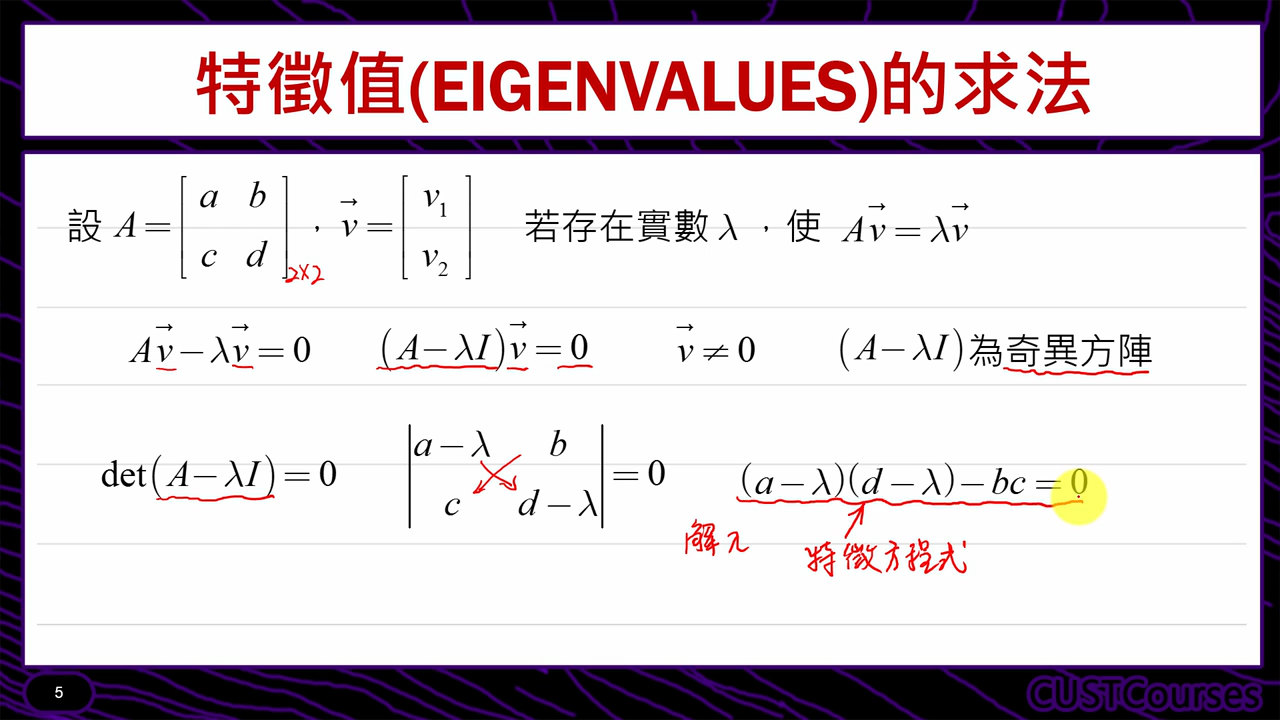 特徵值(EIGENVALUES)的求法
設 A = [ a b ; c d ]2×2 , v⃗ = [ v₁ ; v₂ ] 若存在實數 λ ,使 Av⃗ = λv⃗
Av⃗ − λv⃗ = 0 (A − λI)v⃗ = 0 v⃗ ≠ 0 (A − λI)為奇異方陣
det(A − λI) = 0 | a − λ b ; c d − λ | = 0 (a − λ)(d − λ) − bc = 0
解λ 特徵方程式
5
CUSTCourses